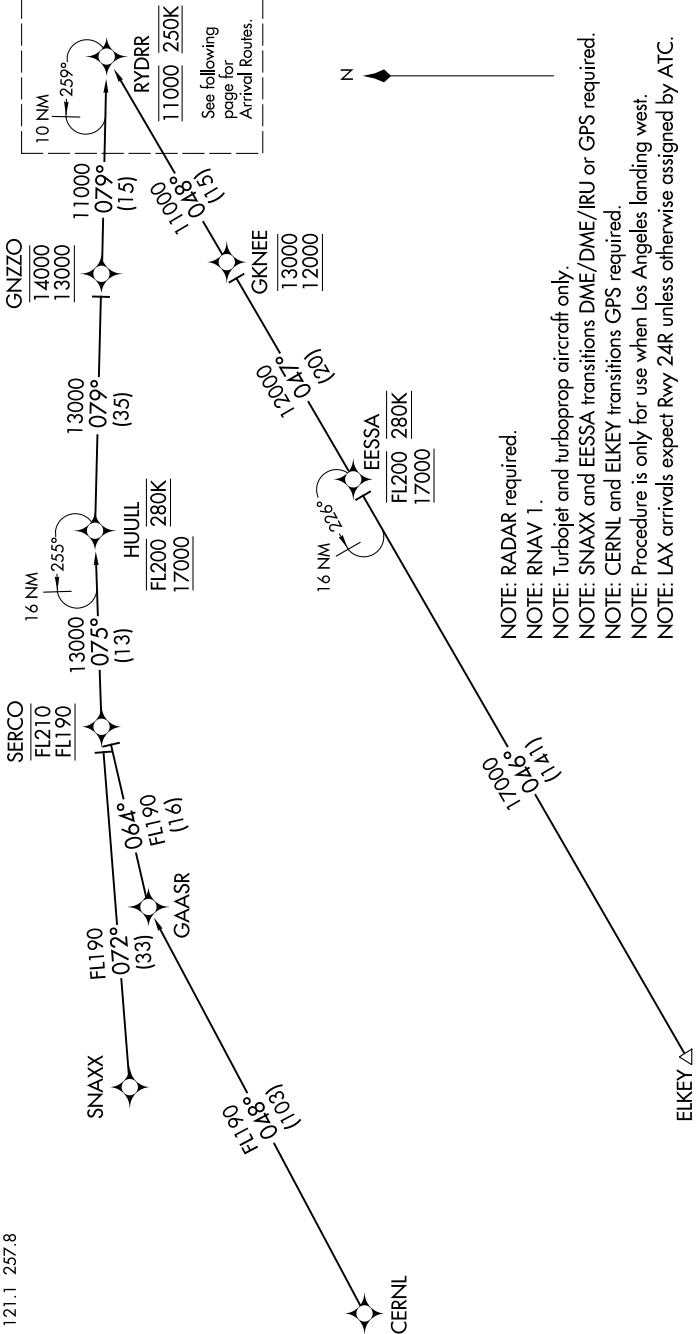 121.1 257.8
SNAXX
FL190
072°
(33)
CERNL
FL190
048°
(103)
GAASR
064°
FL190
(16)
SERCO
FL210
FL190
13000
075°
(13)
16 NM
255°
HUULL
FL200 280K
17000
13000
079°
(35)
GNZZO
14000
13000
11000
079°
(15)
10 NM
259°
RYDRR
11000 250K
See following
page for
Arrival Routes.
11000
048°
(15)
GKNEE
13000
12000
12000
047°
(20)
16 NM
226°
EESSA
FL200 280K
17000
17000
046°
(141)
ELKEY
N
NOTE: RADAR required.
NOTE: RNAV 1.
NOTE: Turbojet and turboprop aircraft only.
NOTE: SNAXX and EESSA transitions DME/DME/IRU or GPS required.
NOTE: CERNL and ELKEY transitions GPS required.
NOTE: Procedure is only for use when Los Angeles landing west.
NOTE: LAX arrivals expect Rwy 24R unless otherwise assigned by ATC.